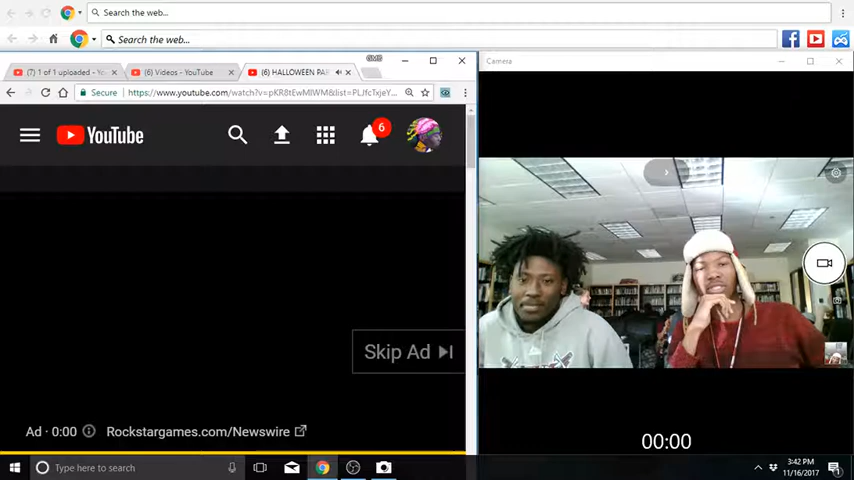 Search the web...
Search the web...
GMS
Camera
(7) 1 of 1 uploaded - Yo
(6) Videos - YouTube
(6) HALLOWEEN PAR
Secure
https://www.youtube.com/watch?v=pKR8tEwMIWM&list=PLJfcTxjeY...
YouTube
6
Skip Ad
Ad · 0:00
Rockstargames.com/Newswire
00:00
Type here to search
3:42 PM
11/16/2017